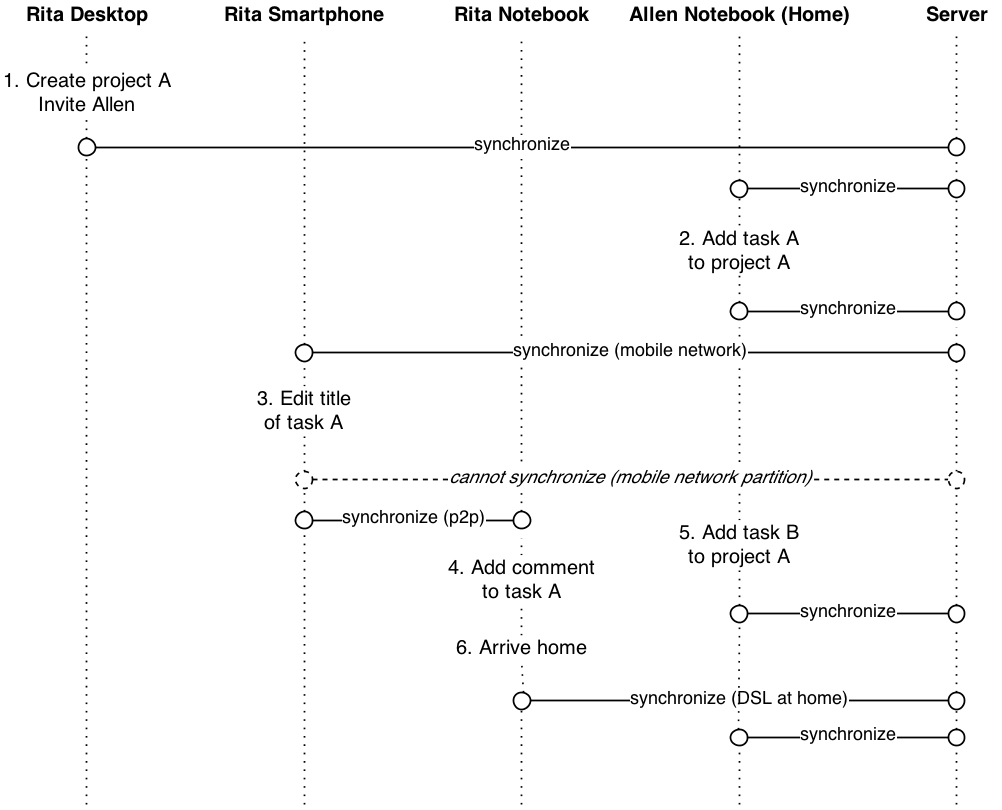 Rita Desktop
Rita Smartphone
Rita Notebook
Allen Notebook (Home)
Server
1. Create project A
Invite Allen
synchronize
synchronize
2. Add task A
to project A
synchronize
synchronize (mobile network)
3. Edit title
of task A
cannot synchronize (mobile network partition)
synchronize (p2p)
5. Add task B
to project A
4. Add comment
to task A
synchronize
6. Arrive home
synchronize (DSL at home)
synchronize